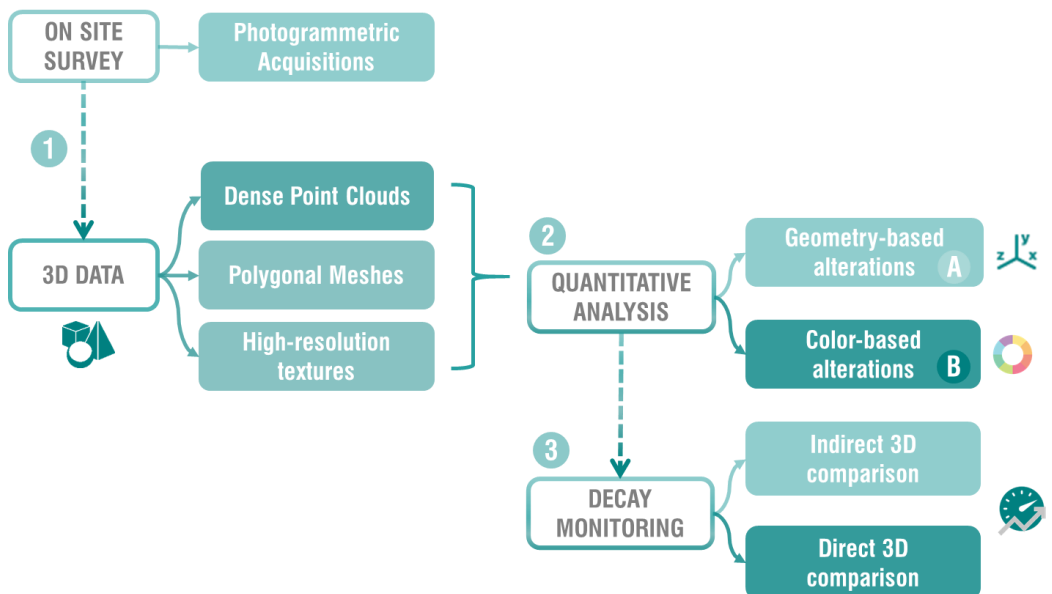 ON SITE
SURVEY
Photogrammetric
Acquisitions
1
3D DATA
Dense Point Clouds
Polygonal Meshes
High-resolution
textures
2
QUANTITATIVE
ANALYSIS
Geometry-based
alterations A
y
z x
Color-based
alterations B
3
DECAY
MONITORING
Indirect 3D
comparison
Direct 3D
comparison